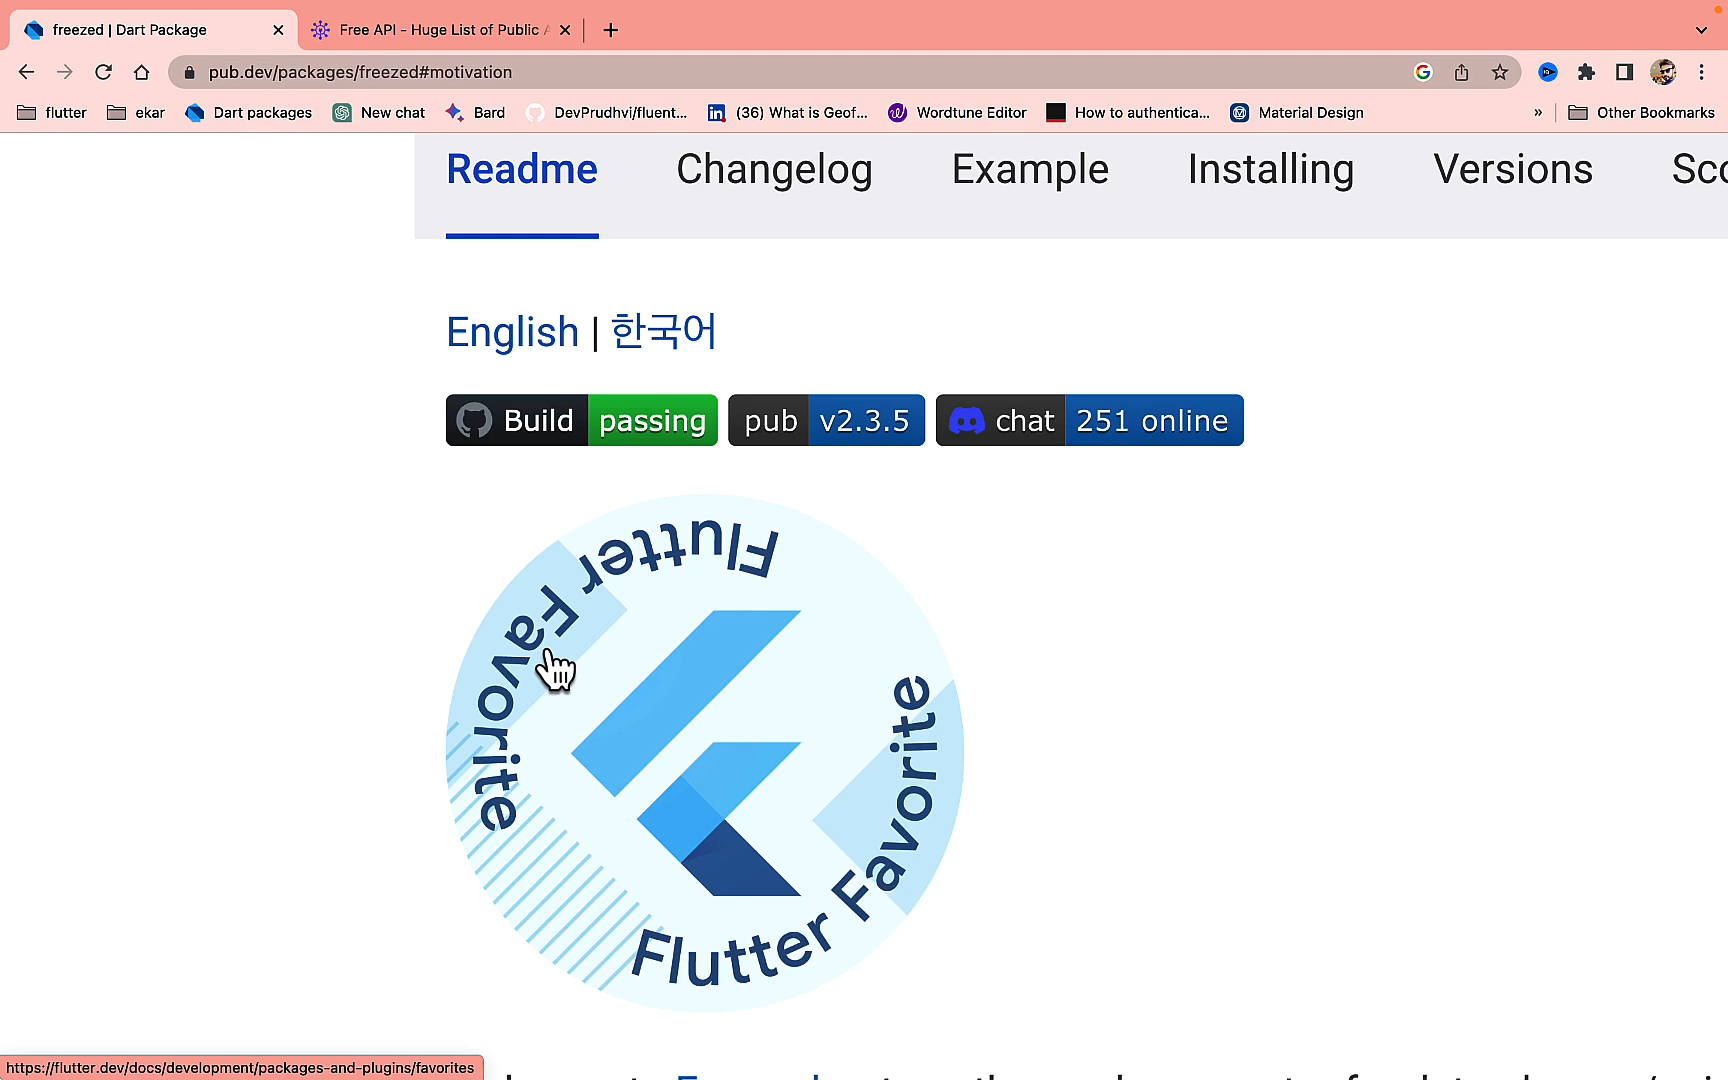 freezed | Dart Package
Free API - Huge List of Public
pub.dev/packages/freezed#motivation
flutter
ekar
Dart packages
New chat
Bard
DevPrudhvi/fluent...
(36) What is Geof...
Wordtune Editor
How to authentica...
Material Design
»
Other Bookmarks
Readme
Changelog
Example
Installing
Versions
English | 한국어
Build passing
pub v2.3.5
chat 251 online
Flutter Favorite
Flutter Favorite
https://flutter.dev/docs/development/packages-and-plugins/favorites